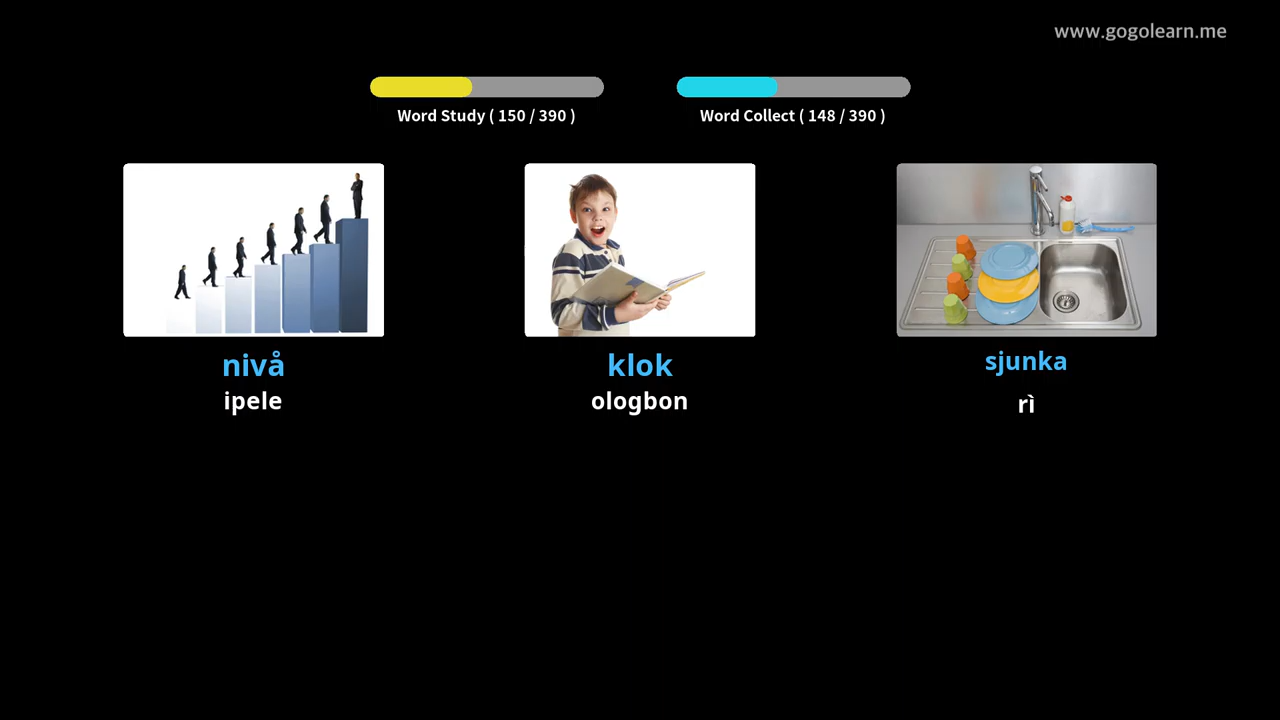 www.gogolearn.me
Word Study ( 150 / 390 )
Word Collect ( 148 / 390 )
nivå
klok
sjunka
ipele
ologbon
rì